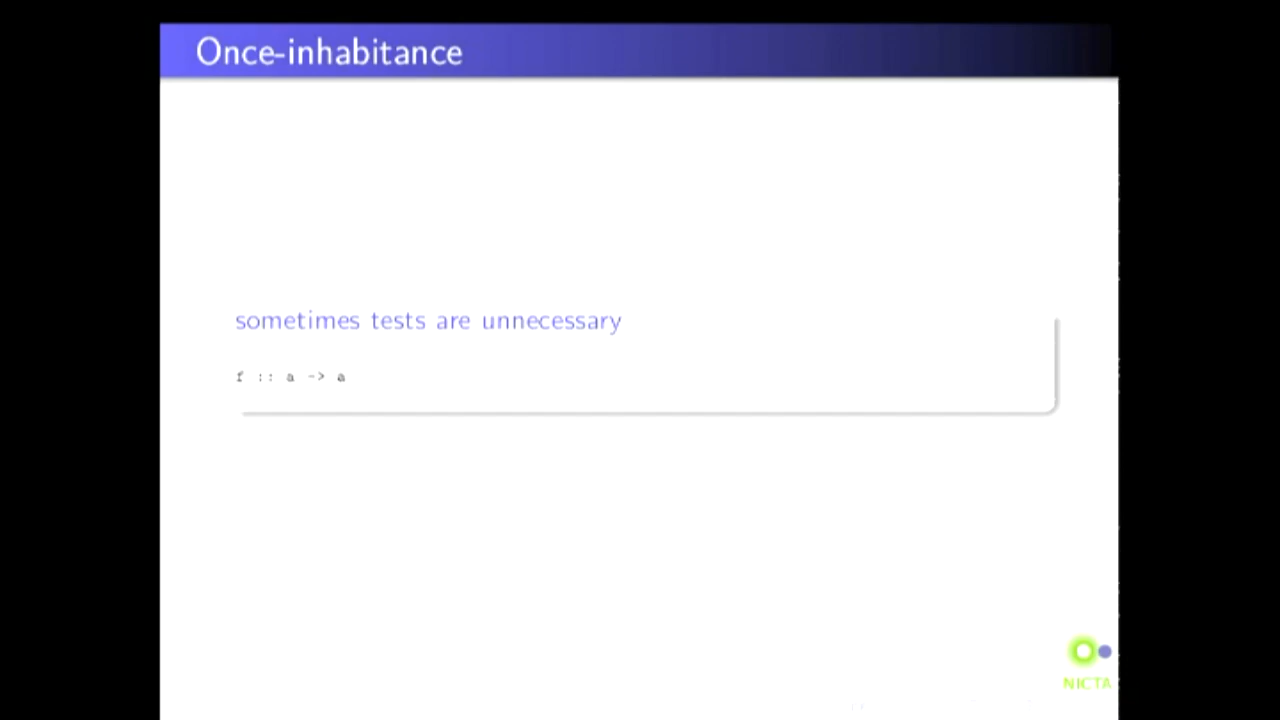 Once-inhabitance
sometimes tests are unnecessary
f :: a -> a
NICTA